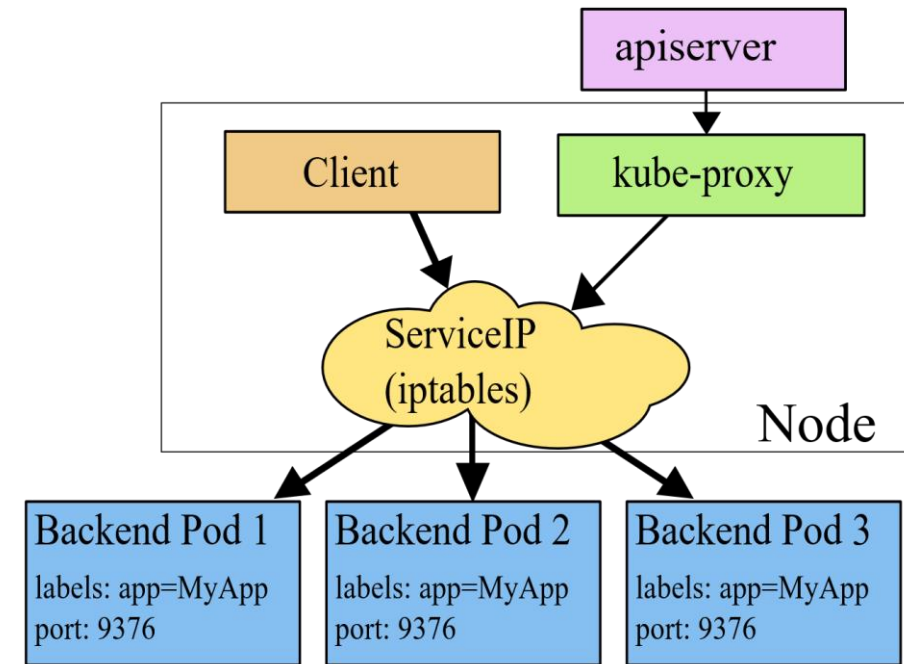 apiserver
Client
kube-proxy
ServiceIP
(iptables)
Node
Backend Pod 1
labels: app=MyApp
port: 9376
Backend Pod 2
labels: app=MyApp
port: 9376
Backend Pod 3
labels: app=MyApp
port: 9376